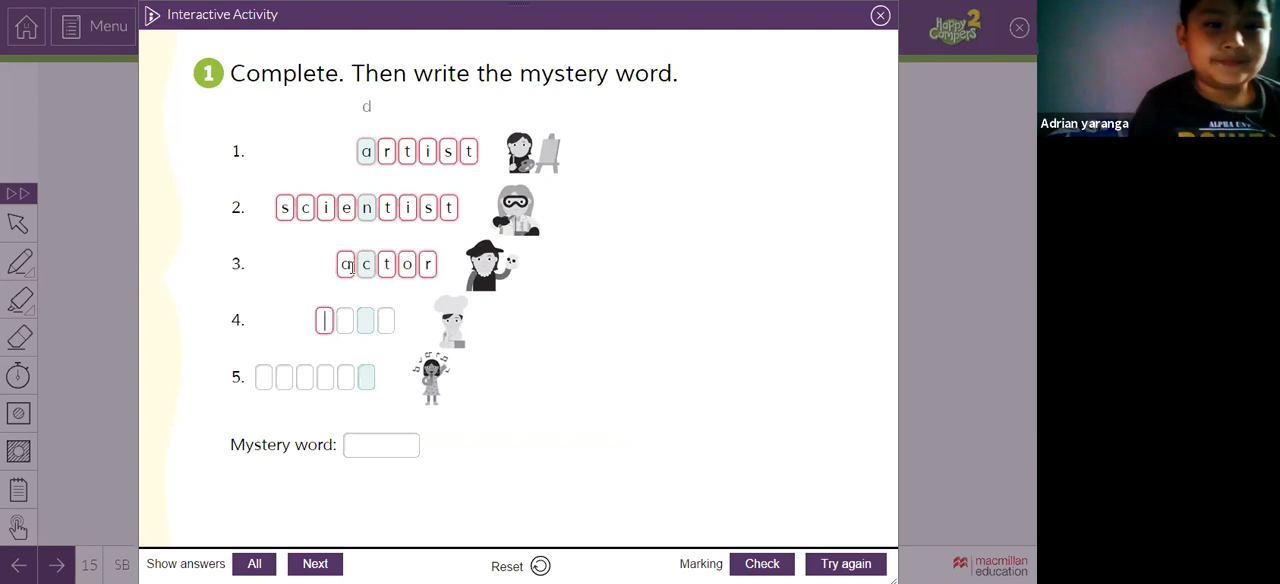 Menu
Interactive Activity
Happy Campers 2
Adrian yaranga
1 Complete. Then write the mystery word.
d
1. artist
2. scientist
3. actor
4.
5.
Mystery word:
15 SB
Show answers All Next Reset Marking Check Try again
macmillan education